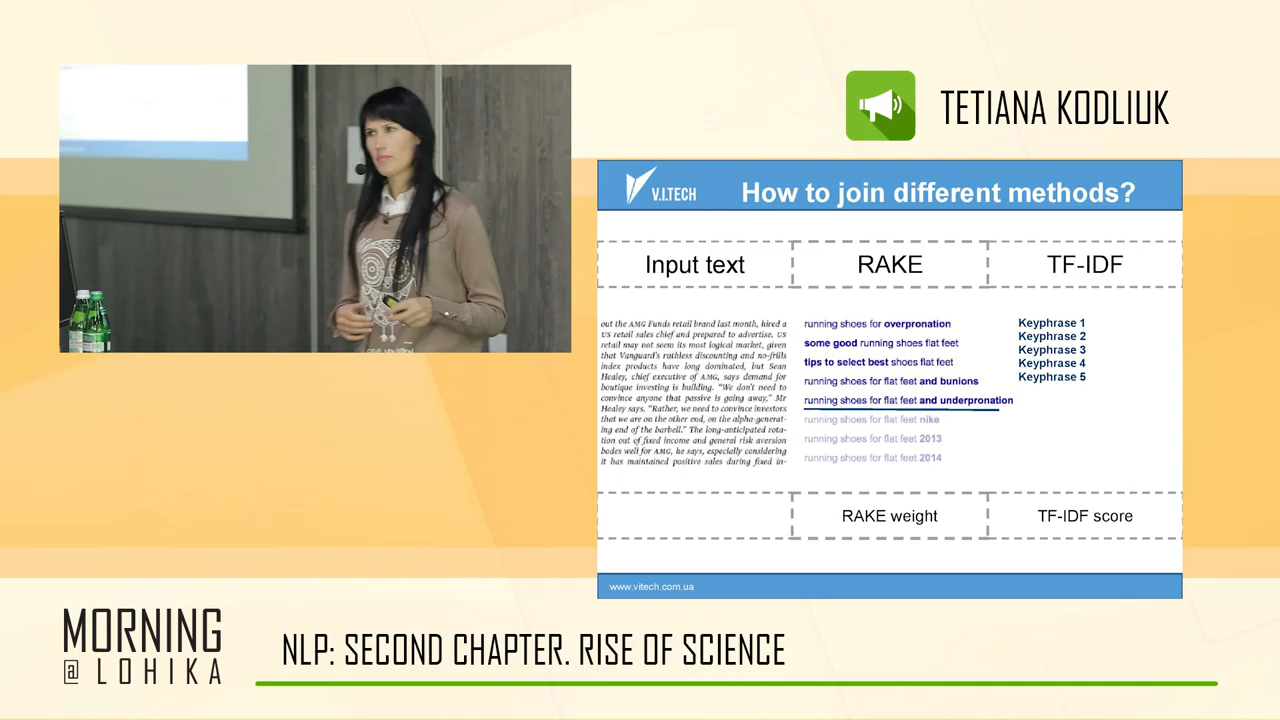 TETIANA KODLIUK
V.I.TECH
How to join different methods?
Input text
RAKE
TF-IDF
out the AMG Funds retail brand last month, hired a
US retail sales chief and prepared to advertise. US
retail may not seem its most logical market, given
that Vanguard's ruthless discounting and no-frills
index products have long dominated, but Sean
Healey, chief executive of AMG, says demand for
boutique investing is building. "We don't need to
convince anyone that passive is going away," Mr
Healey says. "Rather, we need to convince investors
that we are on the other end, on the alpha-generat-
ing end of the barbell." The long-anticipated rota-
tion out of fixed income and general risk aversion
bodes well for AMG, he says, especially considering
it has maintained positive sales during fixed in-
running shoes for overpronation
some good running shoes flat feet
tips to select best shoes flat feet
running shoes for flat feet and bunions
running shoes for flat feet and underpronation
running shoes for flat feet nike
running shoes for flat feet 2013
running shoes for flat feet 2014
Keyphrase 1
Keyphrase 2
Keyphrase 3
Keyphrase 4
Keyphrase 5
RAKE weight
TF-IDF score
www.vitech.com.ua
MORNING
@ LOHIKA
NLP: SECOND CHAPTER. RISE OF SCIENCE